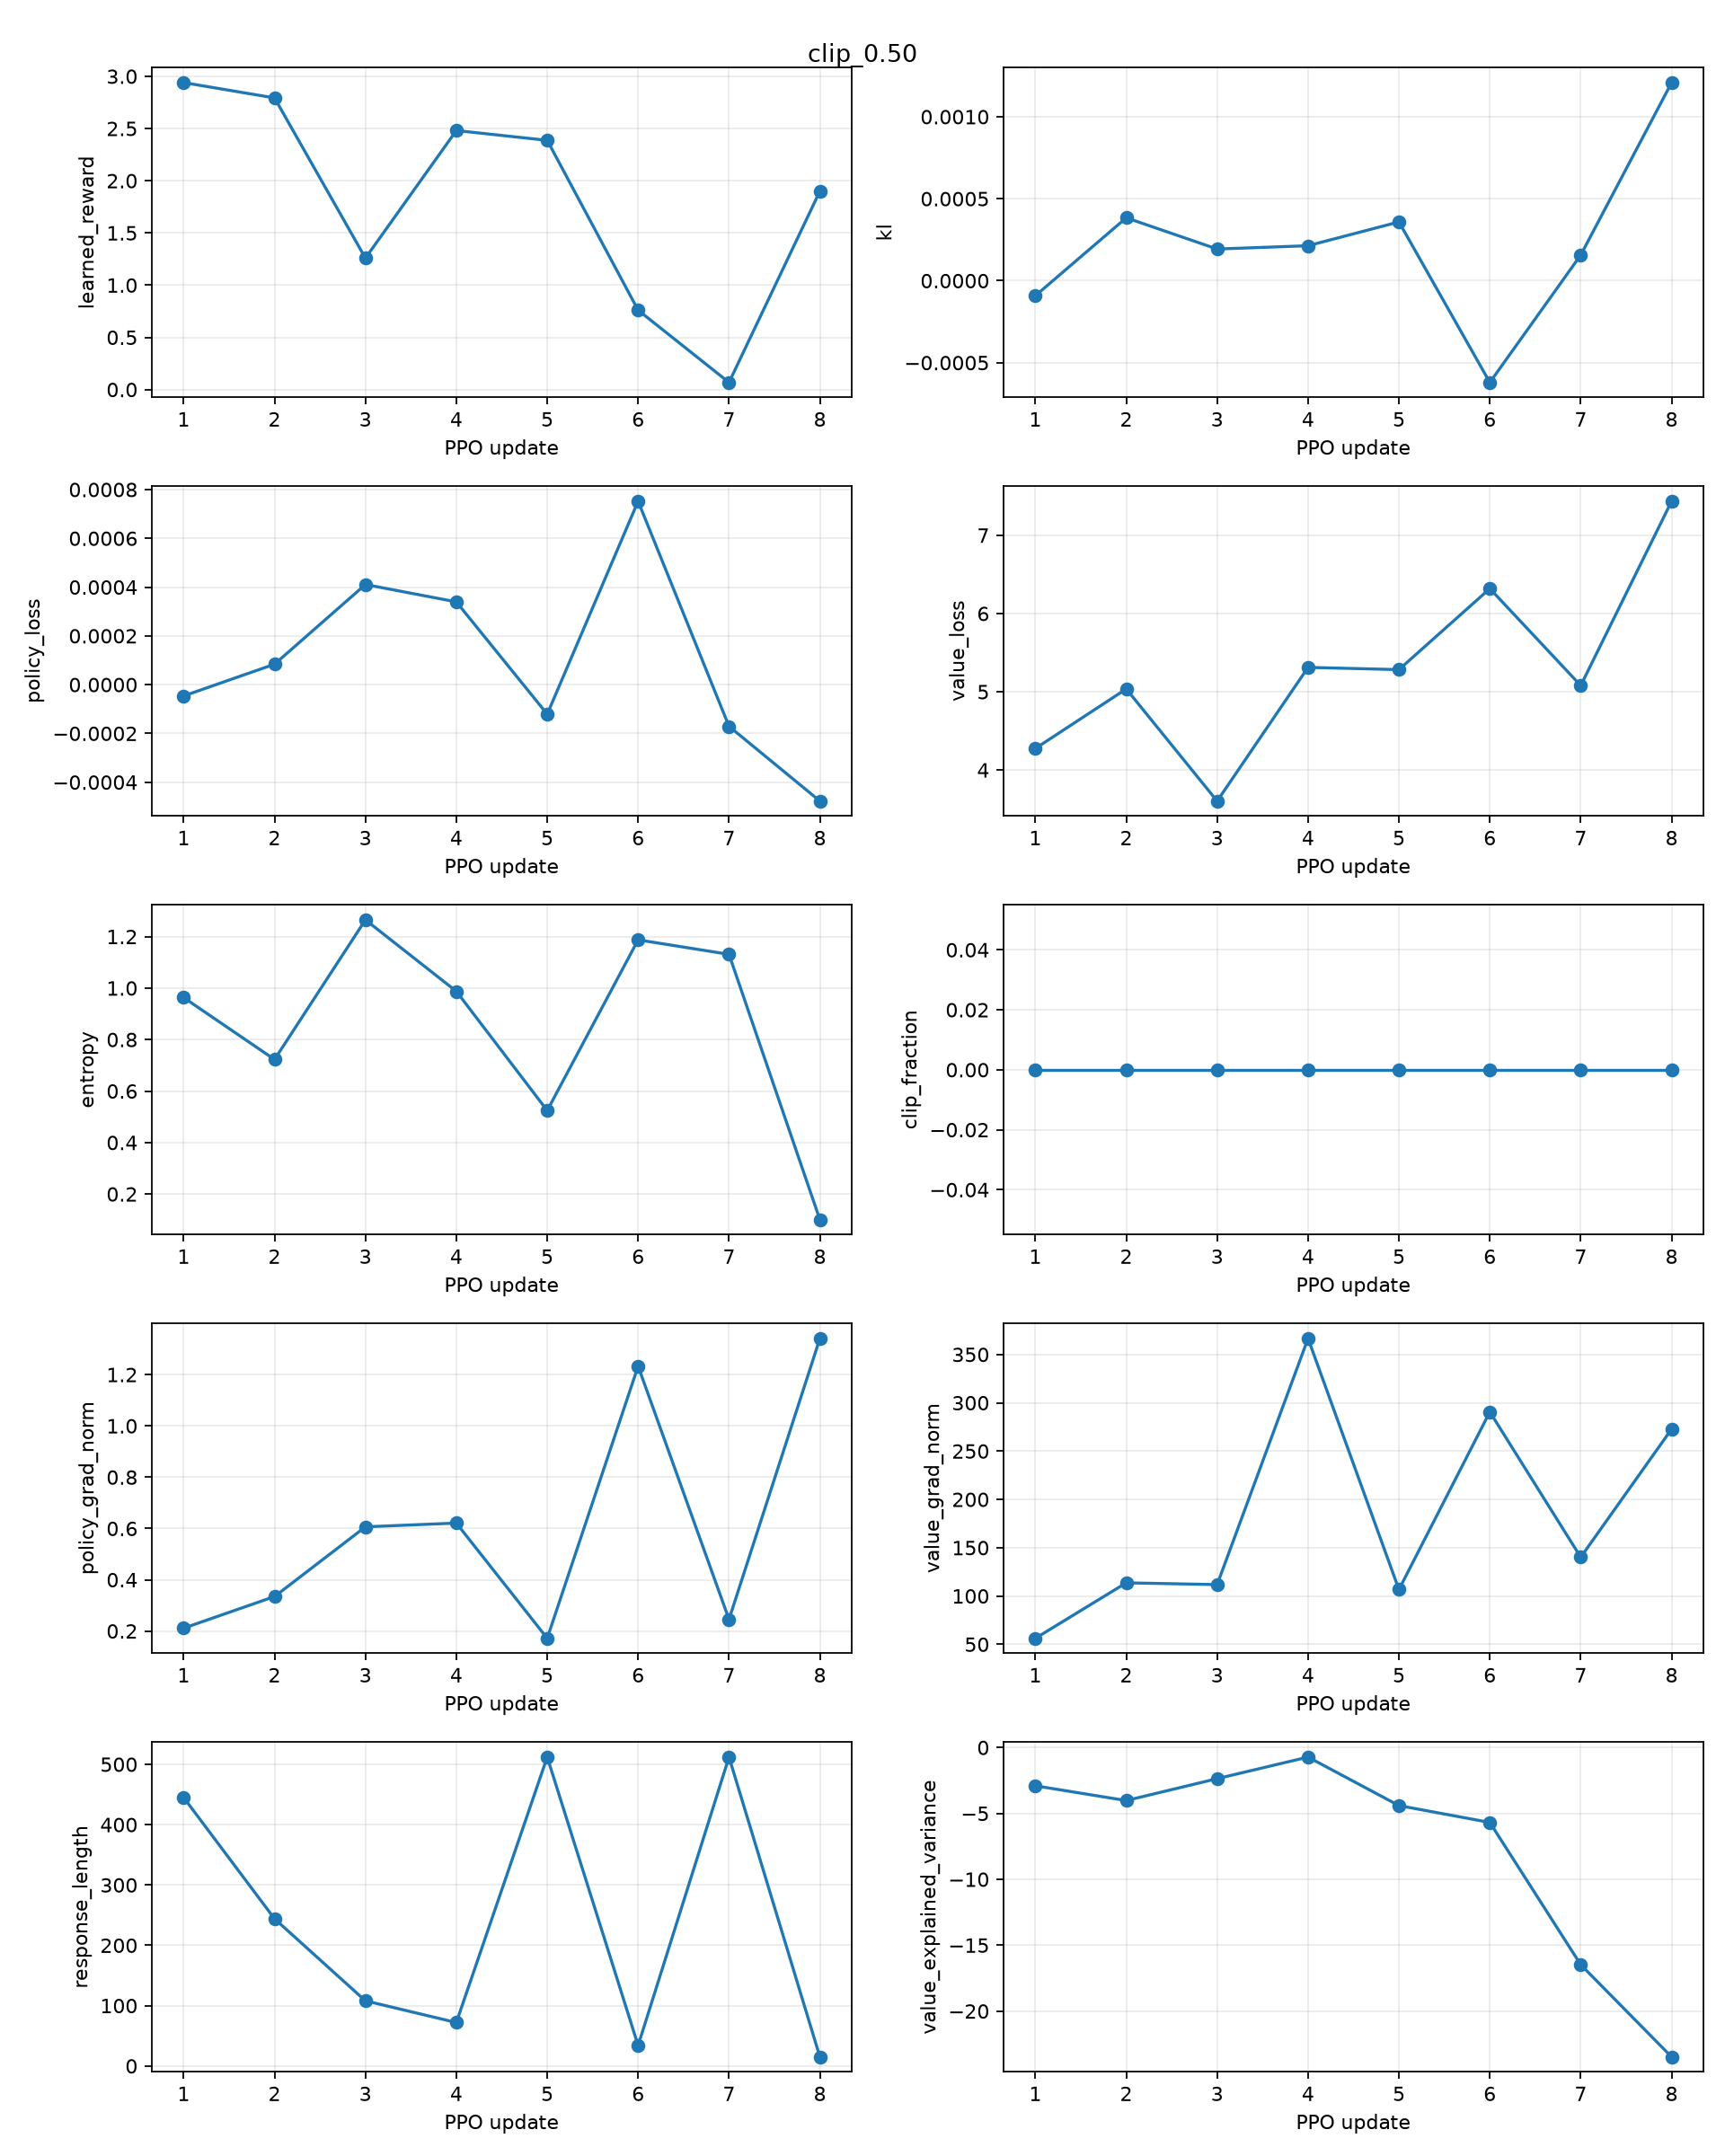 clip_0.50
learned_reward
3.0
2.5
2.0
1.5
1.0
0.5
0.0
1 2 3 4 5 6 7 8
PPO update
kl
0.0010
0.0005
0.0000
−0.0005
1 2 3 4 5 6 7 8
PPO update
policy_loss
0.0008
0.0006
0.0004
0.0002
0.0000
−0.0002
−0.0004
1 2 3 4 5 6 7 8
PPO update
value_loss
7
6
5
4
1 2 3 4 5 6 7 8
PPO update
entropy
1.2
1.0
0.8
0.6
0.4
0.2
1 2 3 4 5 6 7 8
PPO update
clip_fraction
0.04
0.02
0.00
−0.02
−0.04
1 2 3 4 5 6 7 8
PPO update
policy_grad_norm
1.2
1.0
0.8
0.6
0.4
0.2
1 2 3 4 5 6 7 8
PPO update
value_grad_norm
350
300
250
200
150
100
50
1 2 3 4 5 6 7 8
PPO update
response_length
500
400
300
200
100
0
1 2 3 4 5 6 7 8
PPO update
value_explained_variance
0
−5
−10
−15
−20
1 2 3 4 5 6 7 8
PPO update